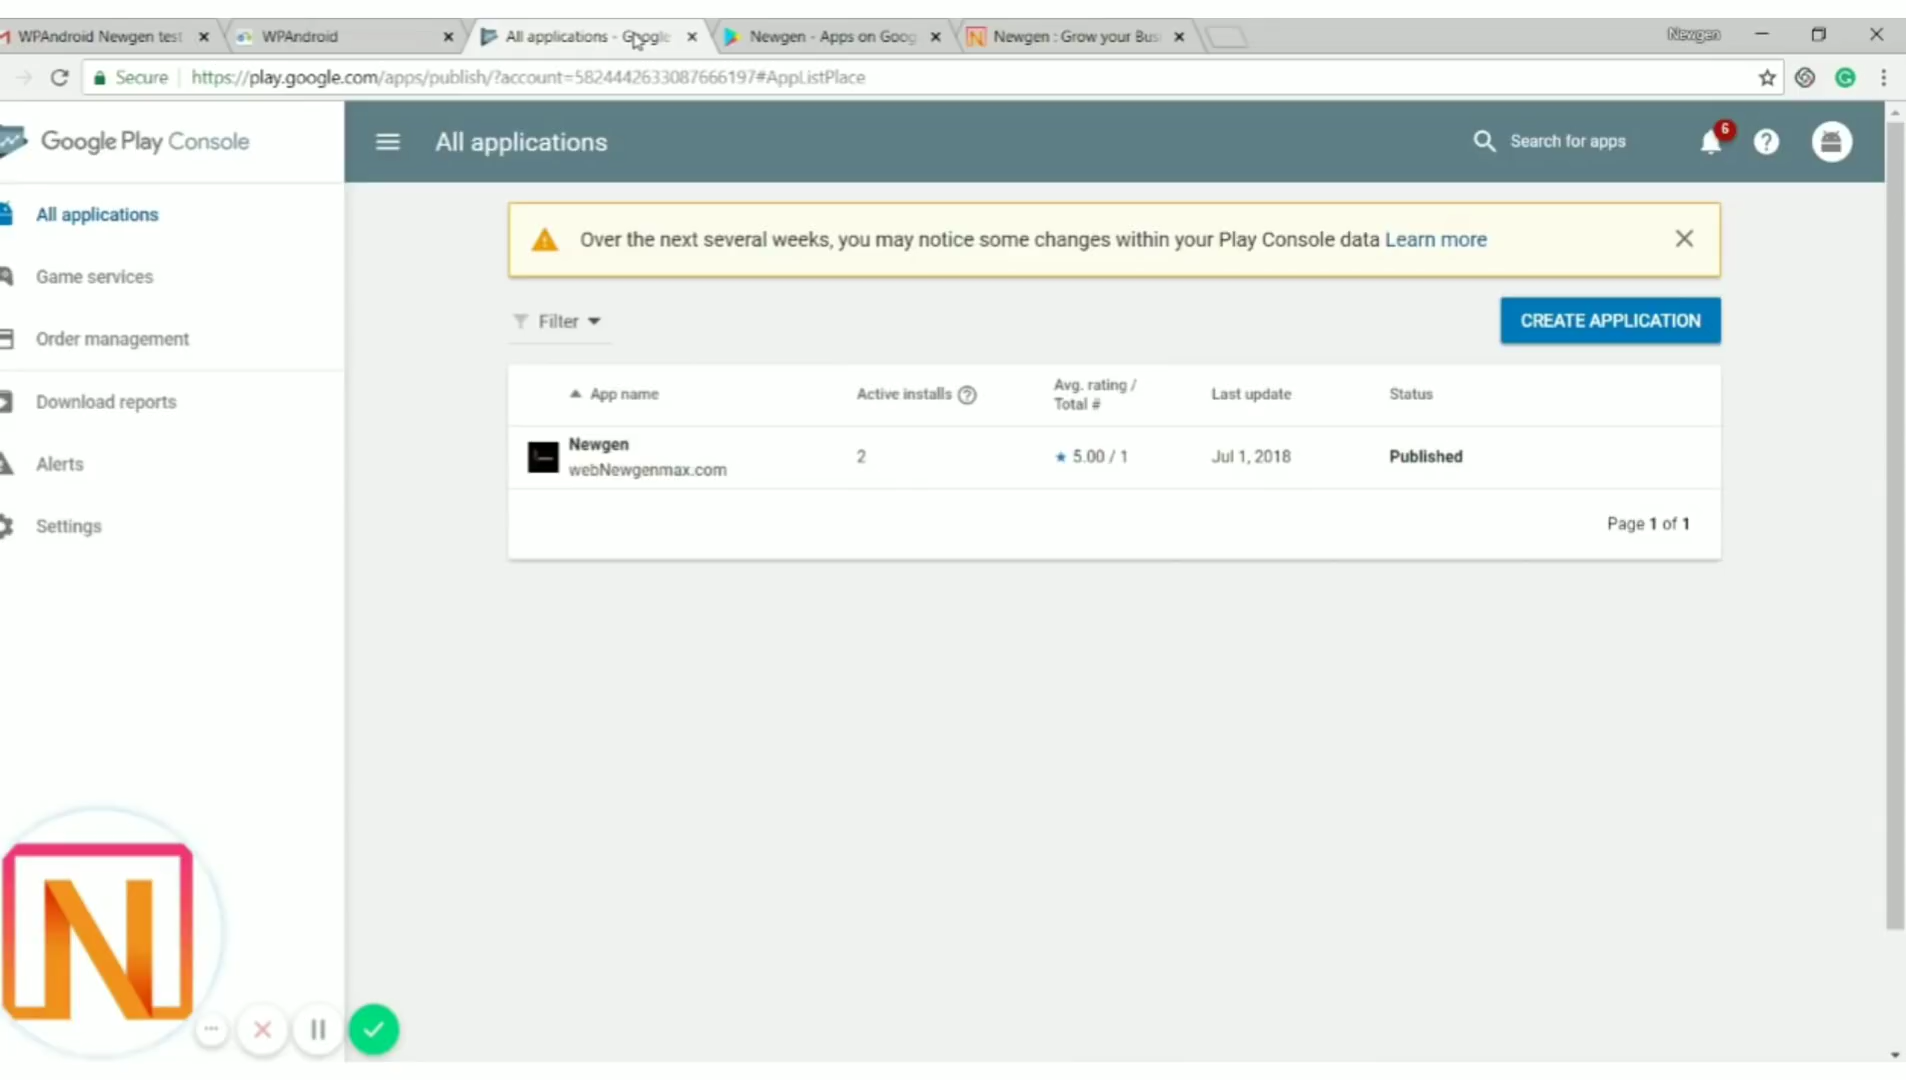 WPAndroid Newgen test
WPAndroid
All applications - Google
Newgen - Apps on Goog
Newgen : Grow your Bus
Newgen
Secure
https://play.google.com/apps/publish/?account=5824442633087666197#AppListPlace
Google Play Console
All applications
Search for apps
6
All applications
Game services
Order management
Download reports
Alerts
Settings
Over the next several weeks, you may notice some changes within your Play Console data Learn more
Filter
CREATE APPLICATION
App name
Active installs
Avg. rating / Total #
Last update
Status
Newgen
webNewgenmax.com
2
5.00 / 1
Jul 1, 2018
Published
Page 1 of 1
N